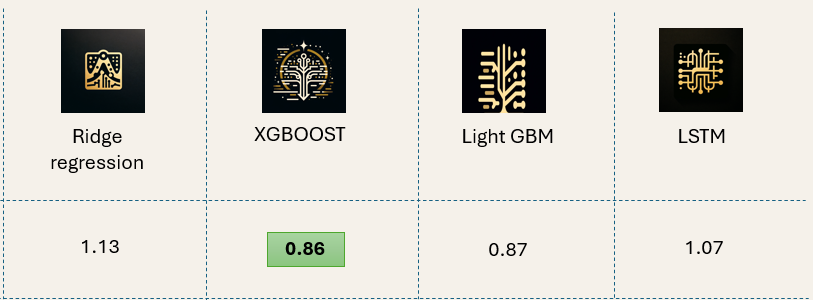 Ridge
regression
XGBOOST
Light GBM
LSTM
1.13
0.86
0.87
1.07